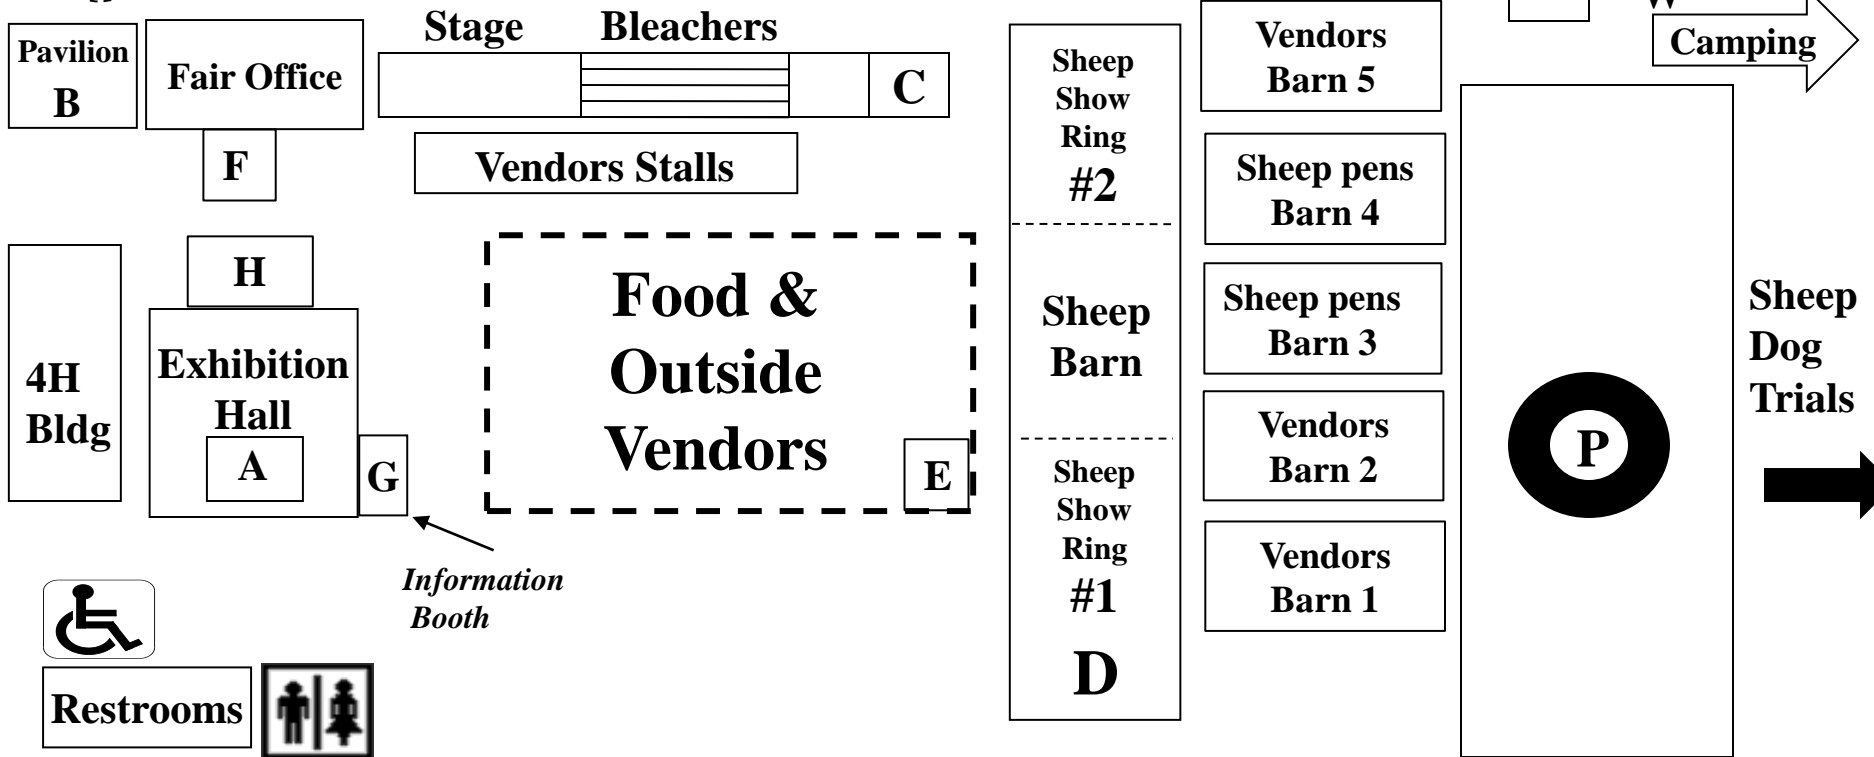 Pavilion
B
Fair Office
F
Stage
Bleachers
C
Vendors Stalls
H
4H
Bldg
Exhibition
Hall
A
G
Information
Booth
Restrooms
Food &
Outside
Vendors
E
Sheep
Show
Ring
#2
Sheep
Barn
Sheep
Show
Ring
#1
D
Vendors
Barn 5
Sheep pens
Barn 4
Sheep pens
Barn 3
Vendors
Barn 2
Vendors
Barn 1
Camping
P
Sheep
Dog
Trials